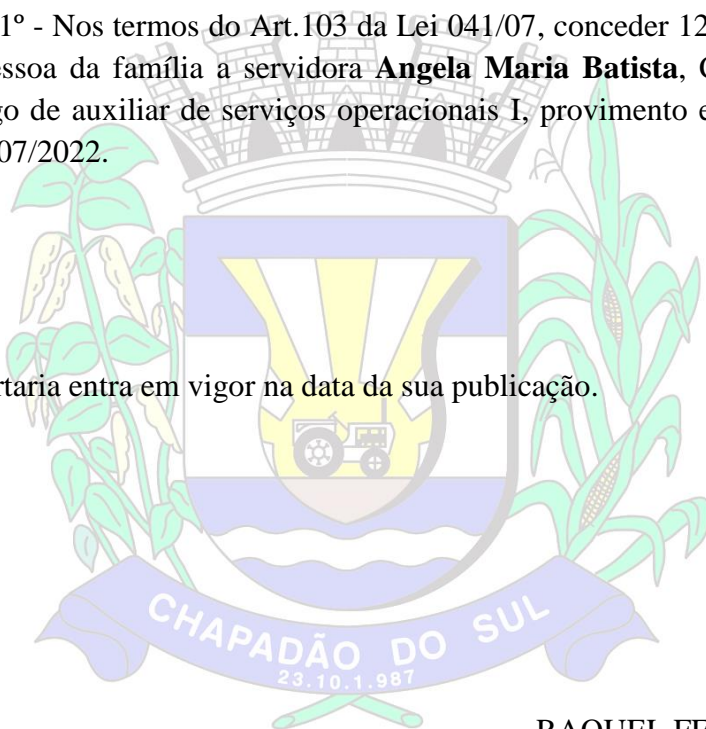 1º - Nos termos do Art.103 da Lei 041/07, conceder 12
essoa da família a servidora Angela Maria Batista,
go de auxiliar de serviços operacionais I, provimento e
07/2022.
rtaria entra em vigor na data da sua publicação.
CHAPADÃO DO SUL
23.10.1.987
RAQUEL FE